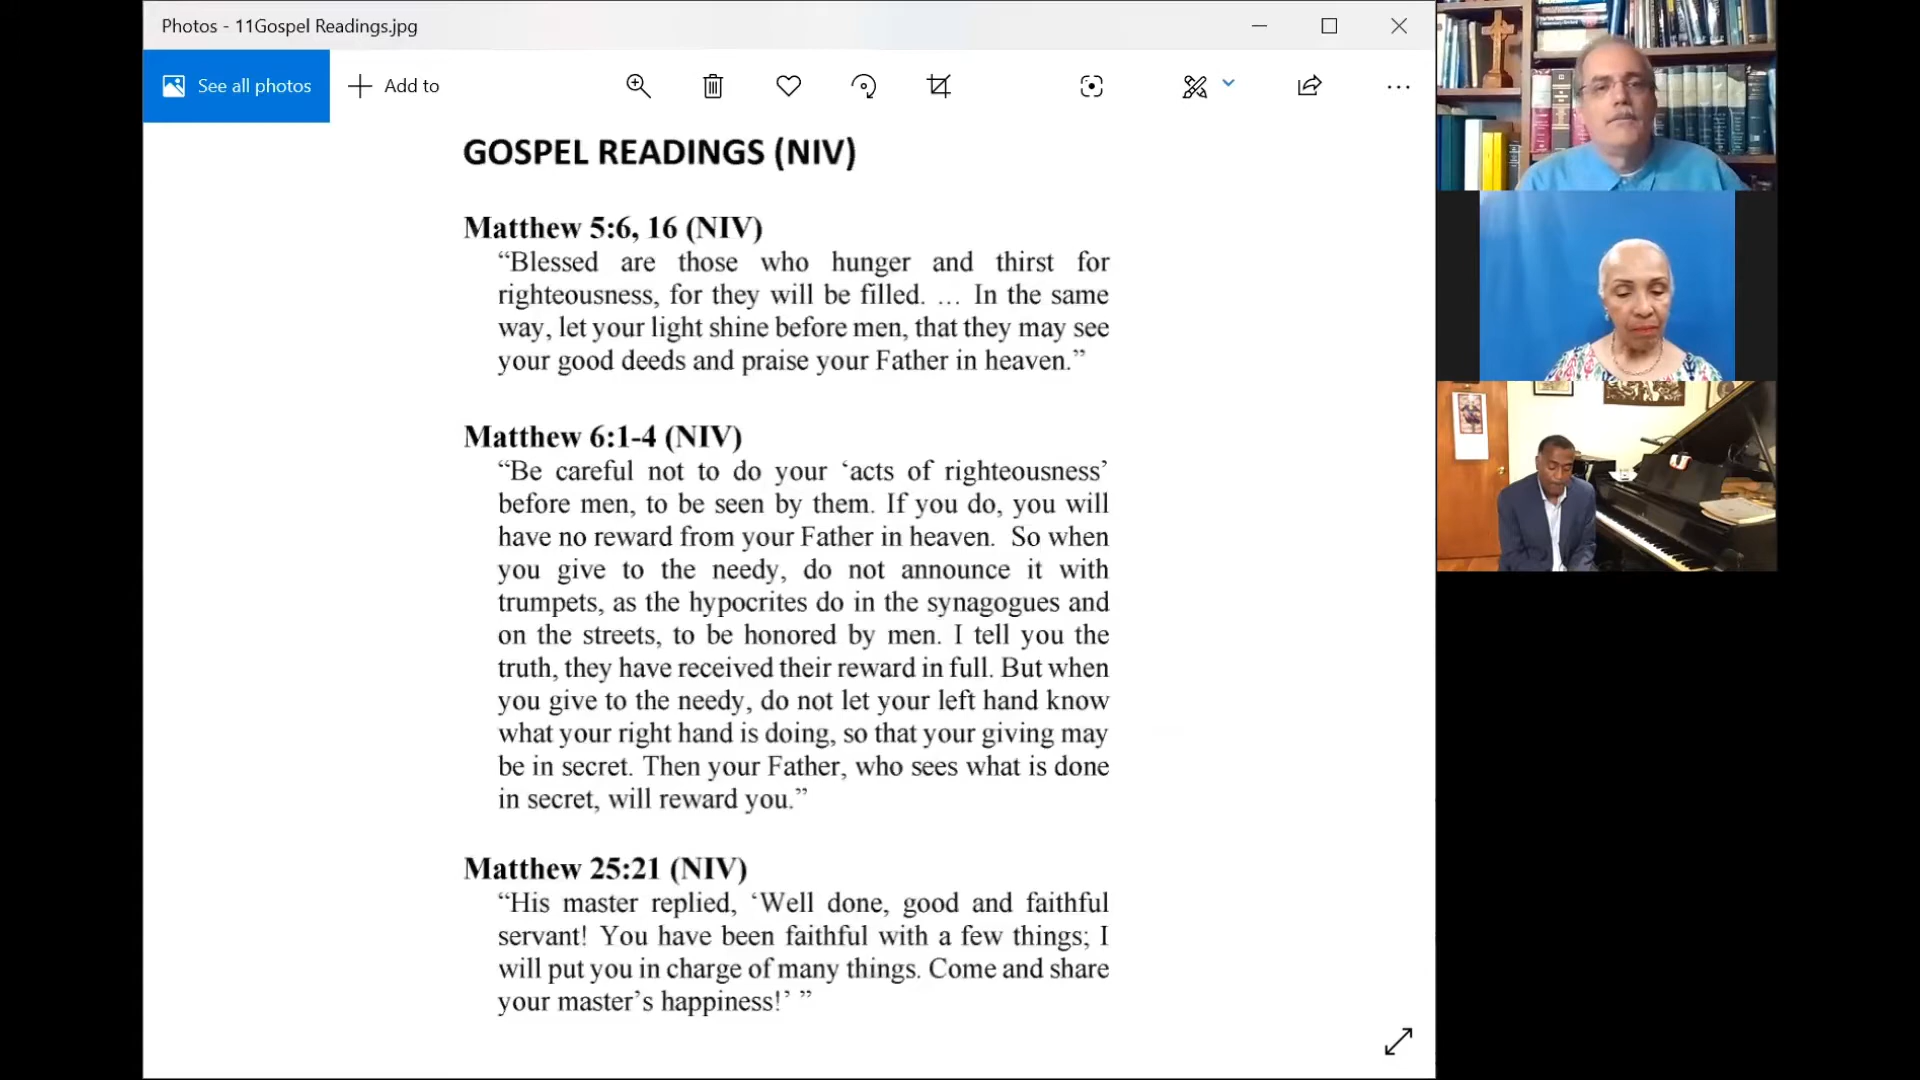 Photos - 11Gospel Readings.jpg
See all photos
Add to
GOSPEL READINGS (NIV)
Matthew 5:6, 16 (NIV)
“Blessed are those who hunger and thirst for
righteousness, for they will be filled. … In the same
way, let your light shine before men, that they may see
your good deeds and praise your Father in heaven.”
Matthew 6:1-4 (NIV)
“Be careful not to do your ‘acts of righteousness’
before men, to be seen by them. If you do, you will
have no reward from your Father in heaven. So when
you give to the needy, do not announce it with
trumpets, as the hypocrites do in the synagogues and
on the streets, to be honored by men. I tell you the
truth, they have received their reward in full. But when
you give to the needy, do not let your left hand know
what your right hand is doing, so that your giving may
be in secret. Then your Father, who sees what is done
in secret, will reward you.”
Matthew 25:21 (NIV)
“His master replied, ‘Well done, good and faithful
servant! You have been faithful with a few things; I
will put you in charge of many things. Come and share
your master’s happiness!’ ”